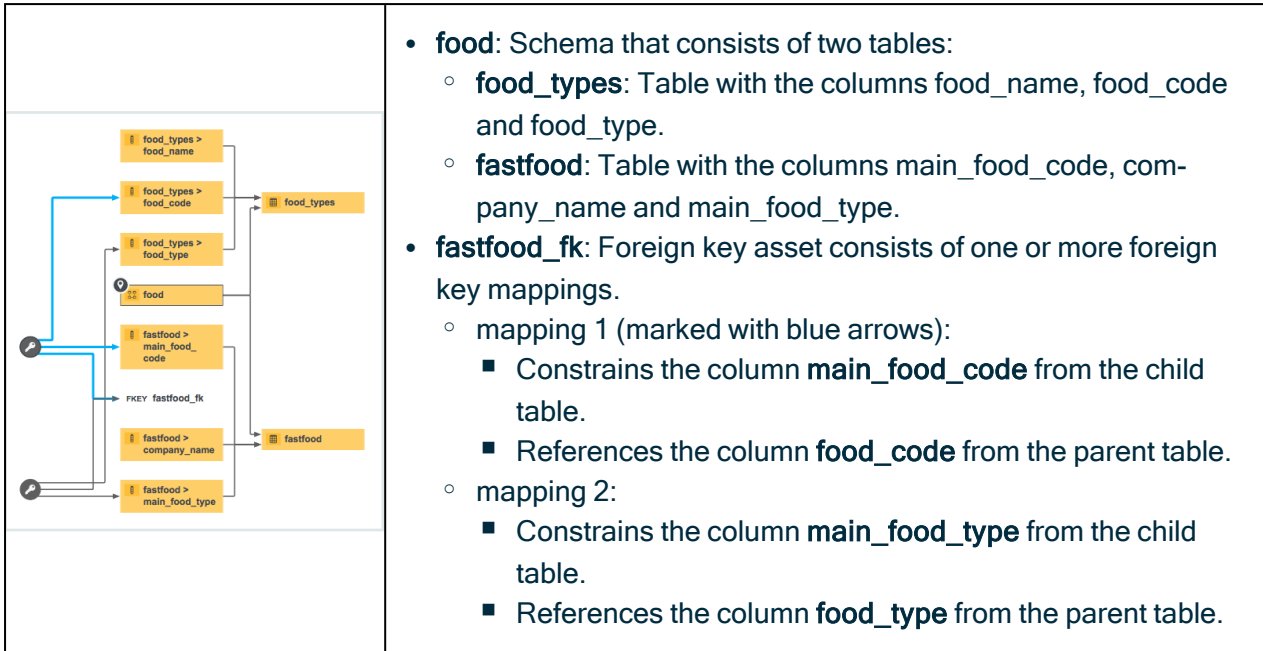 food_types >
food_name
food_types >
food_code
food_types
food_types >
food_type
food
fastfood >
main_food_
code
FKEY fastfood_fk
fastfood >
company_name
fastfood
fastfood >
main_food_type
• food: Schema that consists of two tables:
○ food_types: Table with the columns food_name, food_code
and food_type.
○ fastfood: Table with the columns main_food_code, com-
pany_name and main_food_type.
• fastfood_fk: Foreign key asset consists of one or more foreign
key mappings.
○ mapping 1 (marked with blue arrows):
■ Constrains the column main_food_code from the child
table.
■ References the column food_code from the parent table.
○ mapping 2:
■ Constrains the column main_food_type from the child
table.
■ References the column food_type from the parent table.